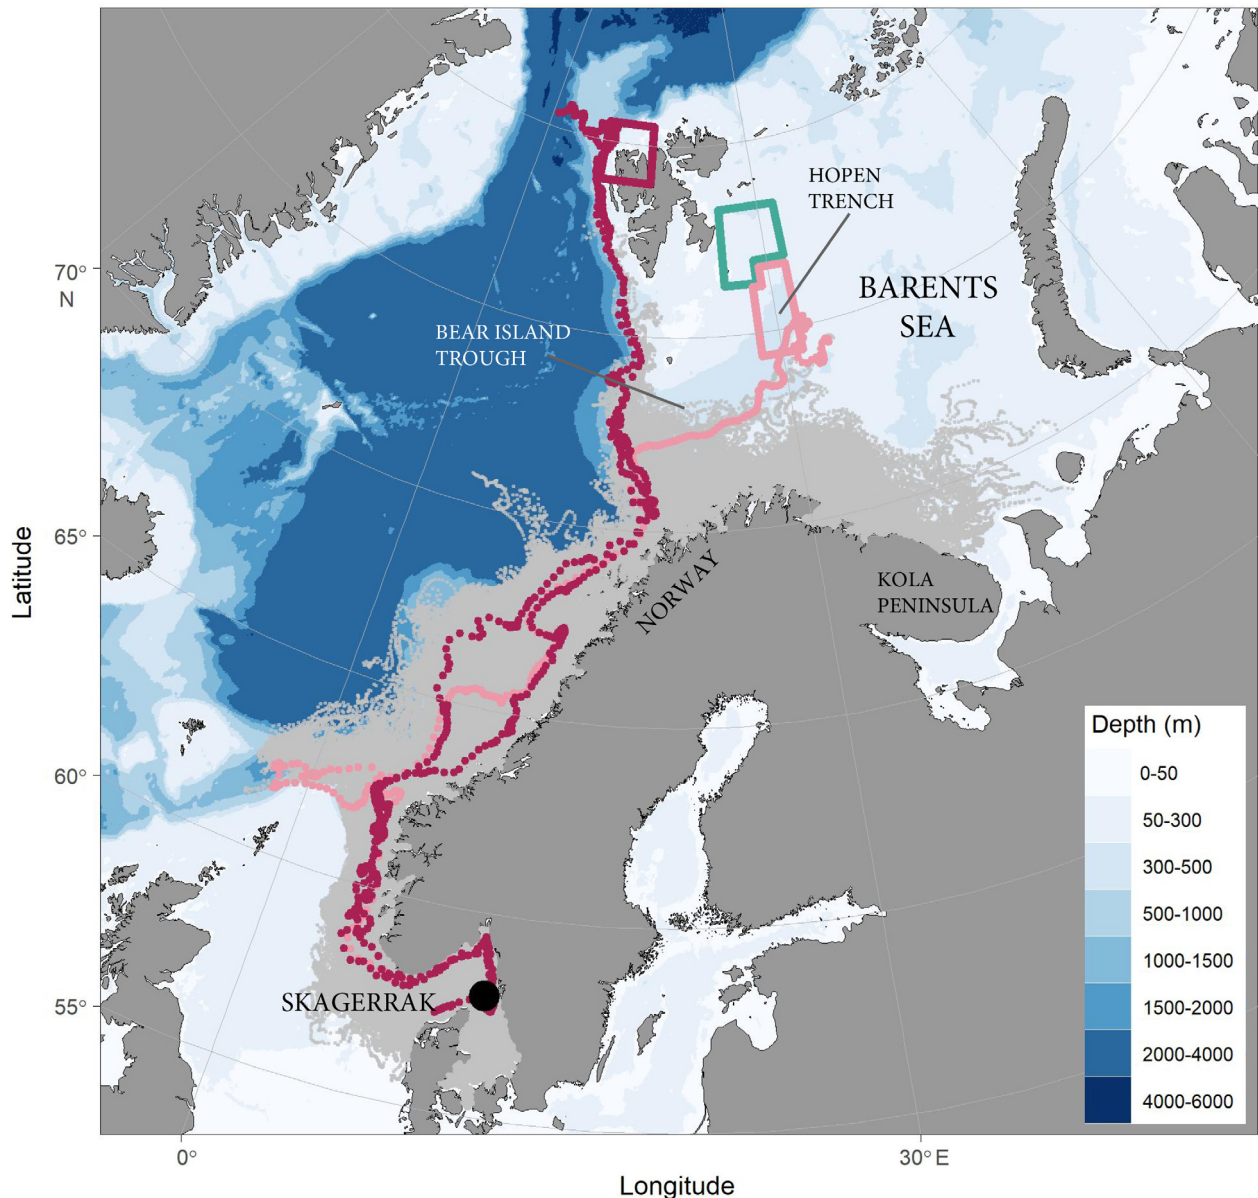 HOPEN
TRENCH
70°
N
BARENTS
SEA
BEAR ISLAND
TROUGH
65°
Latitude
NORWAY
KOLA
PENINSULA
Depth (m)
0-50
60°
50-300
300-500
500-1000
1000-1500
SKAGERRAK
55°
1500-2000
2000-4000
4000-6000
0°
30° E
Longitude